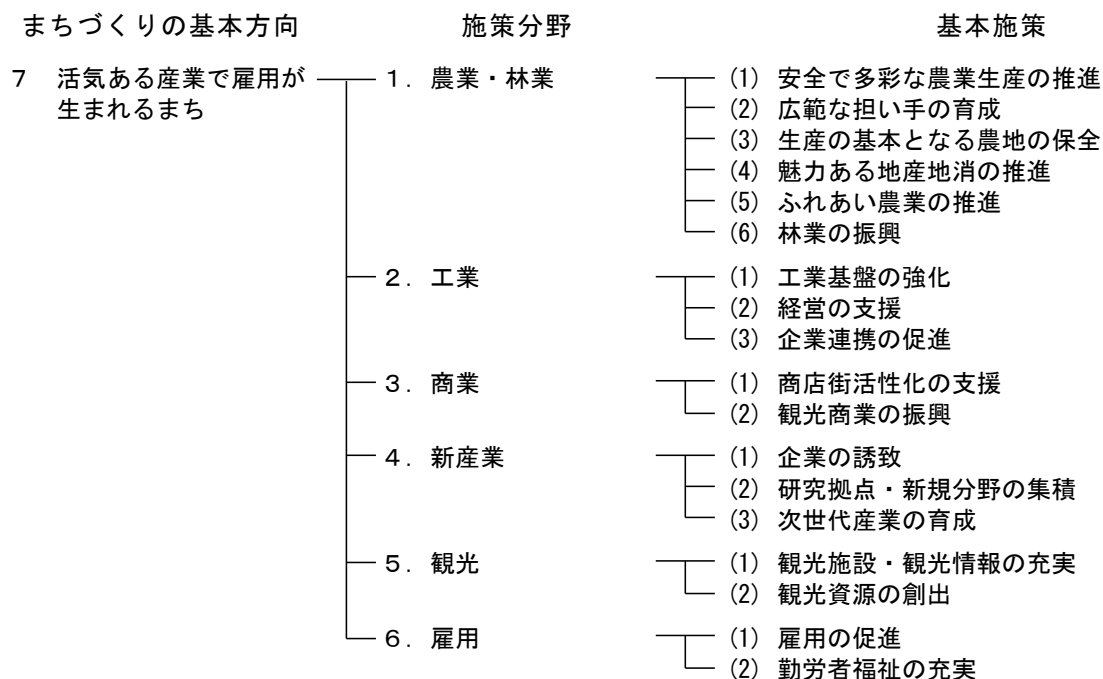 まちづくりの基本方向　施策分野　基本施策
7　活気ある産業で雇用が　1．農業・林業　(1) 安全で多彩な農業生産の推進
生まれるまち　(2) 広範な担い手の育成
(3) 生産の基本となる農地の保全
(4) 魅力ある地産地消の推進
(5) ふれあい農業の推進
(6) 林業の振興
2．工業　(1) 工業基盤の強化
(2) 経営の支援
(3) 企業連携の促進
3．商業　(1) 商店街活性化の支援
(2) 観光商業の振興
4．新産業　(1) 企業の誘致
(2) 研究拠点・新規分野の集積
(3) 次世代産業の育成
5．観光　(1) 観光施設・観光情報の充実
(2) 観光資源の創出
6．雇用　(1) 雇用の促進
(2) 勤労者福祉の充実